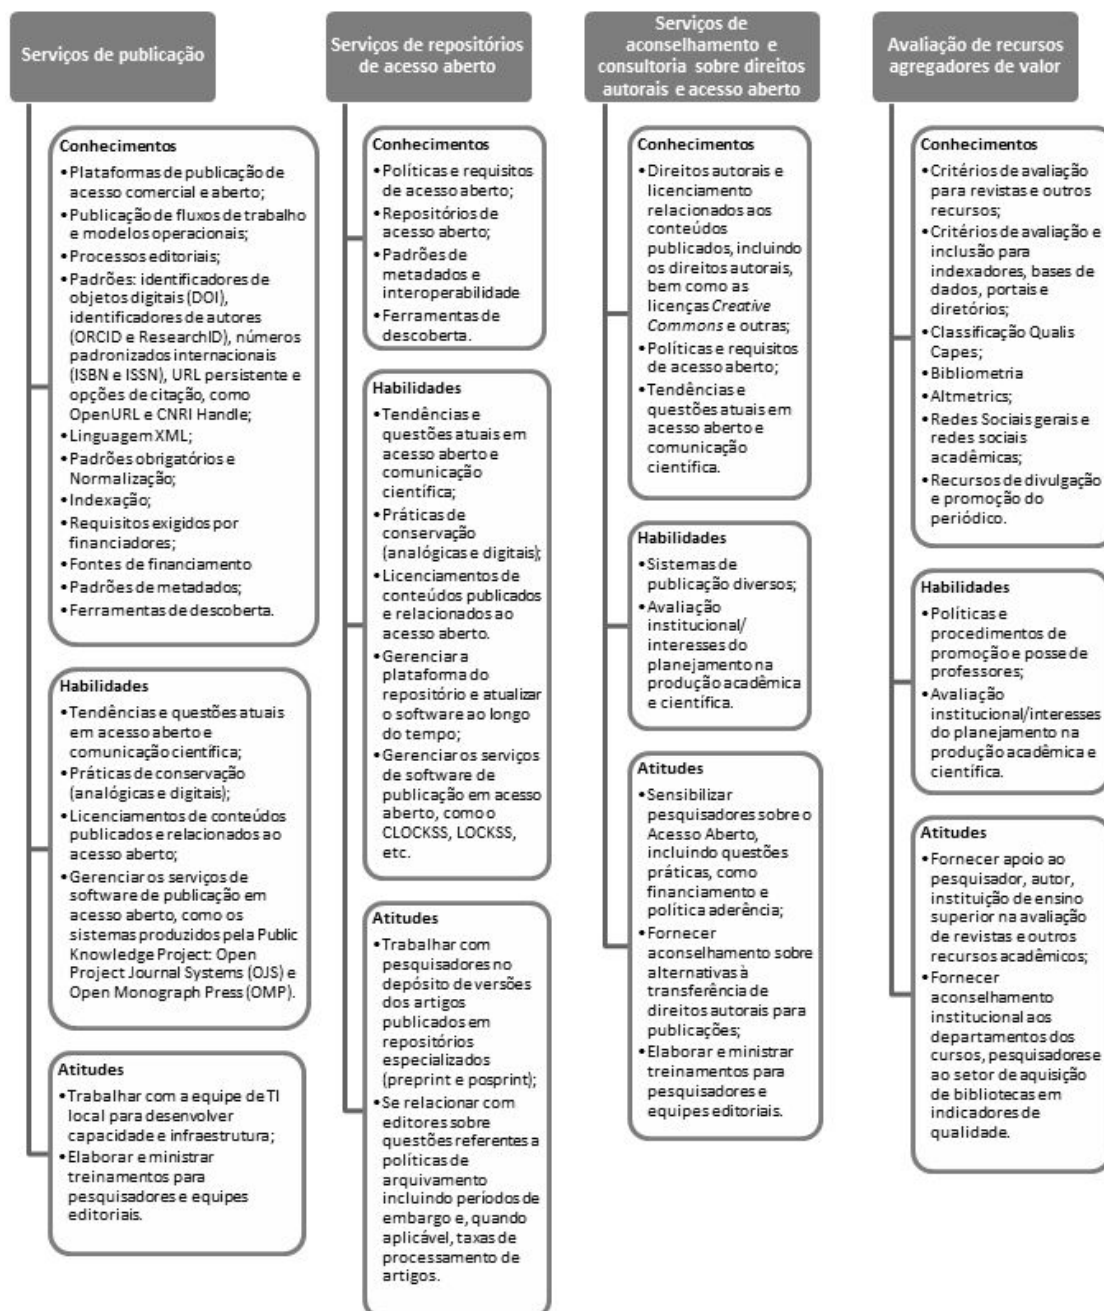 Serviços de publicação
Conhecimentos
•Plataformas de publicação de
acesso comercial e aberto;
•Publicação de fluxos de trabalho
e modelos operacionais;
•Processos editoriais;
•Padrões: identificadores de
objetos digitais (DOI),
identificadores de autores
(ORCID e ResearchID), números
padronizados internacionais
(ISBN e ISSN), URL persistente e
opções de citação, como
OpenURL e CNRI Handle;
•Linguagem XML;
•Padrões obrigatórios e
Normalização;
•Indexação;
•Requisitos exigidos por
financiadores;
•Fontes de financiamento
•Padrões de metadados;
•Ferramentas de descoberta.
Habilidades
•Tendências e questões atuais
em acesso aberto e
comunicação científica;
•Práticas de conservação
(analógicas e digitais);
•Licenciamentos de conteúdos
publicados e relacionados ao
acesso aberto;
•Gerenciar os serviços de
software de publicação em
acesso aberto, como os
sistemas produzidos pela Public
Knowledge Project: Open
Project Journal Systems (OJS) e
Open Monograph Press (OMP).
Atitudes
•Trabalhar com a equipe de TI
local para desenvolver
capacidade e infraestrutura;
•Elaborar e ministrar
treinamentos para
pesquisadores e equipes
editoriais.
Serviços de repositórios
de acesso aberto
Conhecimentos
•Políticas e requisitos
de acesso aberto;
•Repositórios de
acesso aberto;
•Padrões de
metadados e
interoperabilidade
•Ferramentas de
descoberta.
Habilidades
•Tendências e
questões atuais em
acesso aberto e
comunicação
científica;
•Práticas de
conservação
(analógicas e digitais);
•Licenciamentos de
conteúdos publicados
e relacionados ao
acesso aberto.
•Gerenciar a
plataforma do
repositório e atualizar
o software ao longo
do tempo;
•Gerenciar os serviços
de software de
publicação em acesso
aberto, como o
CLOCKSS, LOCKSS,
etc.
Atitudes
•Trabalhar com
pesquisadores no
depósito de versões
dos artigos
publicados em
repositórios
especializados
(preprint e posprint);
•Se relacionar com
editores sobre
questões referentes a
políticas de
arquivamento
incluindo períodos de
embargo e, quando
aplicável, taxas de
processamento de
artigos.
Serviços de
aconselhamento e
consultoria sobre direitos
autorais e acesso aberto
Conhecimentos
•Direitos autorais e
licenciamento
relacionados aos
conteúdos
publicados, incluindo
os direitos autorais,
bem como as
licenças Creative
Commons e outras;
•Políticas e requisitos
de acesso aberto;
•Tendências e
questões atuais em
acesso aberto e
comunicação
científica.
Habilidades
•Sistemas de
publicação diversos;
•Avaliação
institucional/
interesses do
planejamento na
produção acadêmica
e científica.
Atitudes
•Sensibilizar
pesquisadores sobre o
Acesso Aberto,
incluindo questões
práticas, como
financiamento e
política aderência;
•Fornecer
aconselhamento sobre
alternativas à
transferência de
direitos autorais para
publicações;
•Elaborar e ministrar
treinamentos para
pesquisadores e
equipes editoriais.
Avaliação de recursos
agregadores de valor
Conhecimentos
•Critérios de avaliação
para revistas e outros
recursos;
•Critérios de avaliação e
inclusão para
indexadores, bases de
dados, portais e
diretórios;
•Classificação Qualis
Capes;
•Bibliometria
•Altmetrics;
•Redes Sociais gerais e
redes sociais
acadêmicas;
•Recursos de divulgação
e promoção do
periódico.
Habilidades
•Políticas e
procedimentos de
promoção e posse de
professores;
•Avaliação
institucional/interesses
do planejamento na
produção acadêmica e
científica.
Atitudes
•Fornecer apoio ao
pesquisador, autor,
instituição de ensino
superior na avaliação
de revistas e outros
recursos acadêmicos;
•Fornecer
aconselhamento
institucional aos
departamentos dos
cursos, pesquisadores e
ao setor de aquisição
de bibliotecas em
indicadores de
qualidade.